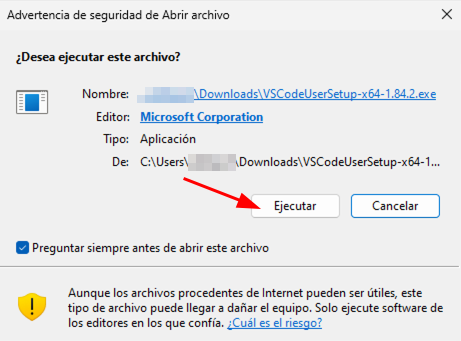 Advertencia de seguridad de Abrir archivo
¿Desea ejecutar este archivo?
Nombre: \Downloads\VSCodeUserSetup-x64-1.84.2.exe
Editor: Microsoft Corporation
Tipo: Aplicación
De: C:\Users\ \Downloads\VSCodeUserSetup-x64-1...
Ejecutar Cancelar
Preguntar siempre antes de abrir este archivo
Aunque los archivos procedentes de Internet pueden ser útiles, este
tipo de archivo puede llegar a dañar el equipo. Solo ejecute software de
los editores en los que confía. ¿Cuál es el riesgo?